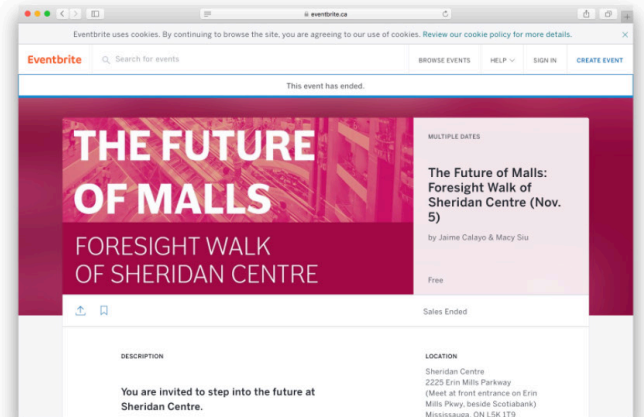 eventbrite.ca
Eventbrite uses cookies. By continuing to browse the site, you are agreeing to our use of cookies. Review our cookie policy for more details. ×
Eventbrite
Search for events
BROWSE EVENTS
HELP
SIGN IN
CREATE EVENT
This event has ended.
THE FUTURE
OF MALLS
FORESIGHT WALK
OF SHERIDAN CENTRE
MULTIPLE DATES
The Future of Malls:
Foresight Walk of
Sheridan Centre (Nov.
5)
by Jaime Calayo & Macy Siu
Free
Sales Ended
DESCRIPTION
You are invited to step into the future at
Sheridan Centre.
LOCATION
Sheridan Centre
2225 Erin Mills Parkway
(Meet at front entrance on Erin
Mills Pkwy, beside Scotiabank)
Mississauga, ON L5K 1T9